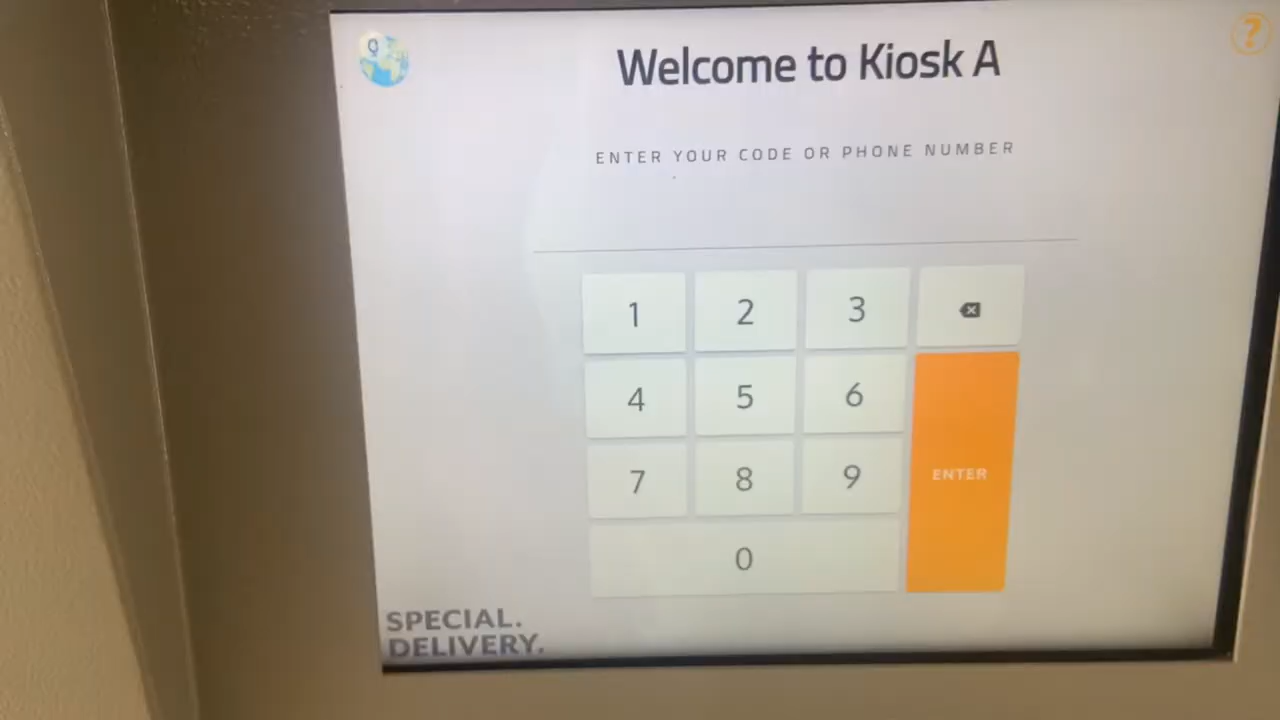 Welcome to Kiosk A
?
ENTER YOUR CODE OR PHONE NUMBER
1 2 3
4 5 6
7 8 9
ENTER
0
SPECIAL.
DELIVERY.